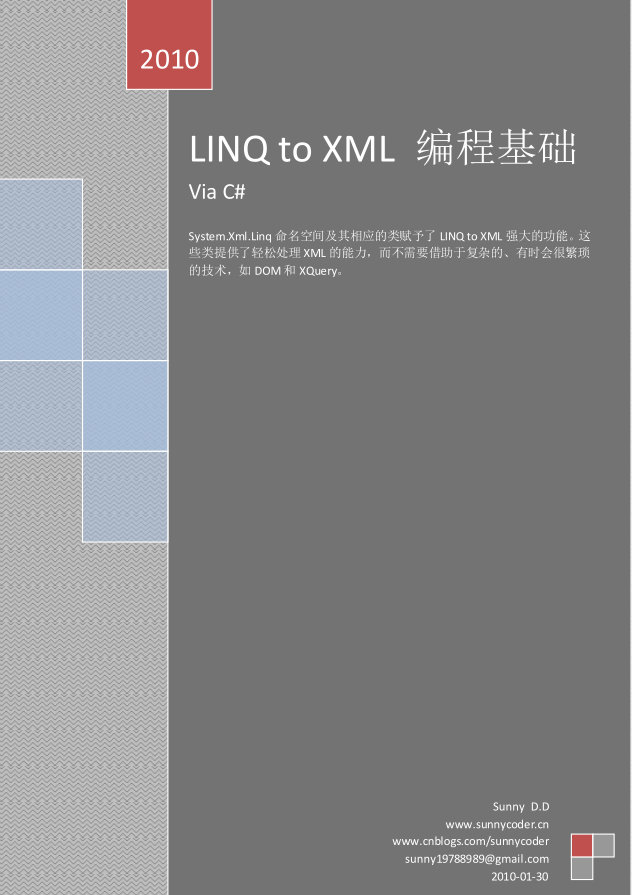 2010
LINQ to XML 编程基础
Via C#
System.Xml.Linq 命名空间及其相应的类赋予了 LINQ to XML 强大的功能。这
些类提供了轻松处理 XML 的能力，而不需要借助于复杂的、有时会很繁琐
的技术，如 DOM 和 XQuery。
Sunny D.D
www.sunnycoder.cn
www.cnblogs.com/sunnycoder
sunny19788989@gmail.com
2010-01-30